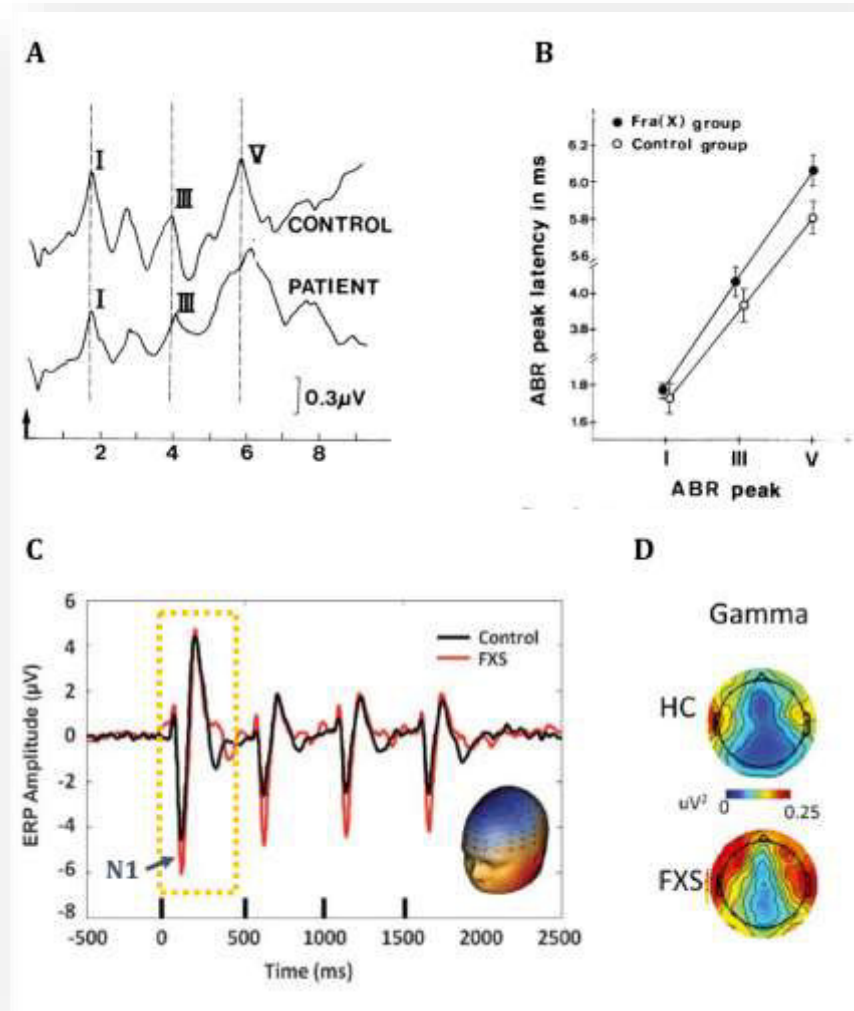 A
I
III
V
CONTROL
PATIENT
I
III
0.3µV
2 4 6 8
B
Fra(X) group
Control group
ABR peak latency in ms
6.2
6.0
5.8
5.6
4.0
3.8
1.8
1.6
I III V
ABR peak
C
ERP Amplitude (µV)
6
4
2
0
-2
-4
-6
-8
Control
FXS
N1
-500 0 500 1000 1500 2000 2500
Time (ms)
D
Gamma
HC
uV² 0 0.25
FXS